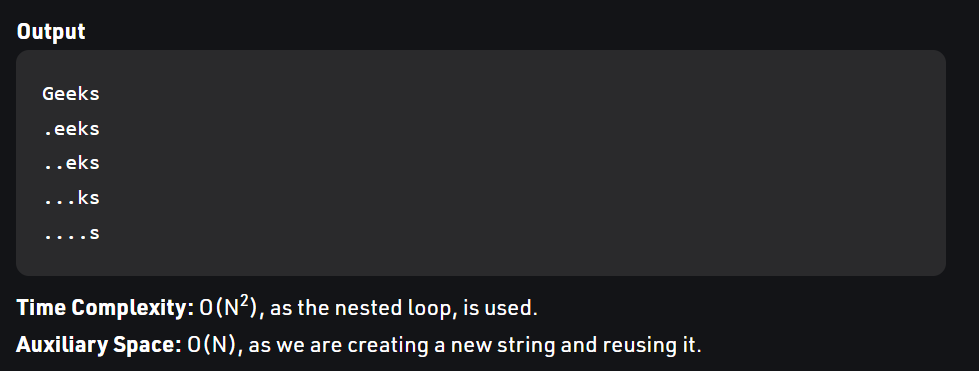 Output
Geeks
.eeks
..eks
...ks
....s
Time Complexity: O(N²), as the nested loop, is used.
Auxiliary Space: O(N), as we are creating a new string and reusing it.